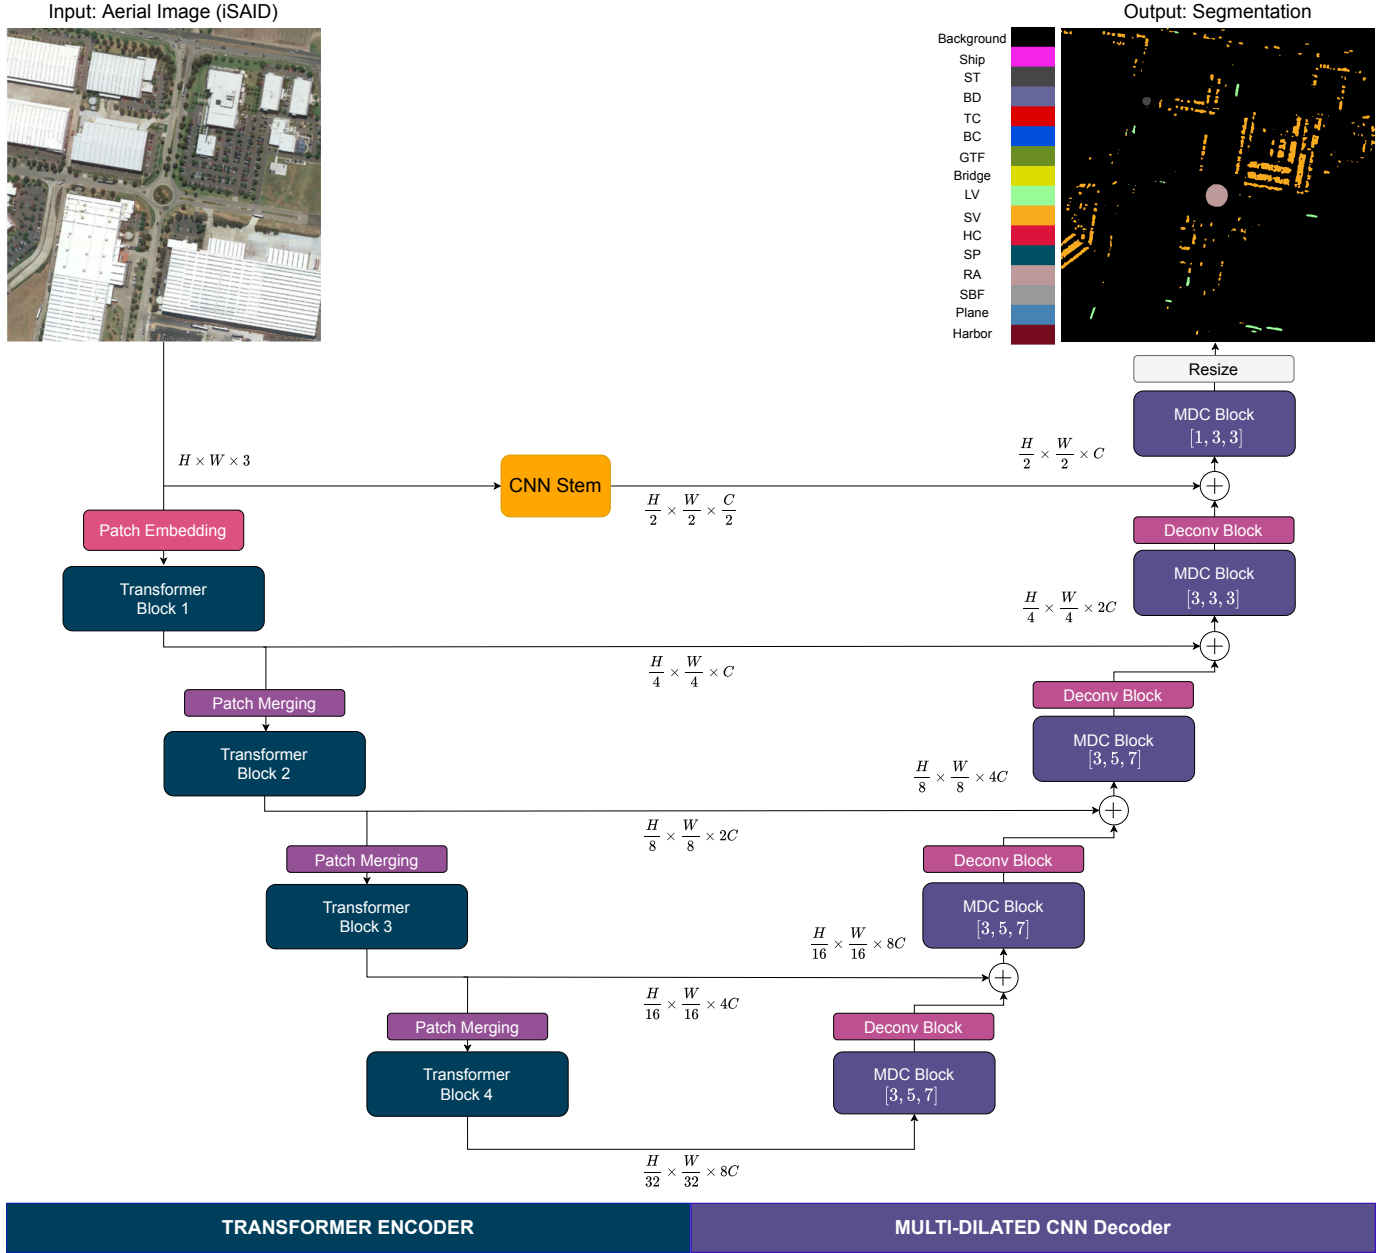 Input: Aerial Image (iSAID)
Output: Segmentation
Background
Ship
ST
BD
TC
BC
GTF
Bridge
LV
SV
HC
SP
RA
SBF
Plane
Harbor
Resize
MDC Block
[1, 3, 3]
H/2 × W/2 × C
H × W × 3
CNN Stem
H/2 × W/2 × C/2
Patch Embedding
Deconv Block
Transformer
Block 1
MDC Block
[3, 3, 3]
H/4 × W/4 × 2C
H/4 × W/4 × C
Patch Merging
Deconv Block
Transformer
Block 2
MDC Block
[3, 5, 7]
H/8 × W/8 × 4C
H/8 × W/8 × 2C
Patch Merging
Deconv Block
Transformer
Block 3
MDC Block
[3, 5, 7]
H/16 × W/16 × 8C
H/16 × W/16 × 4C
Patch Merging
Deconv Block
Transformer
Block 4
MDC Block
[3, 5, 7]
H/32 × W/32 × 8C
TRANSFORMER ENCODER
MULTI-DILATED CNN Decoder